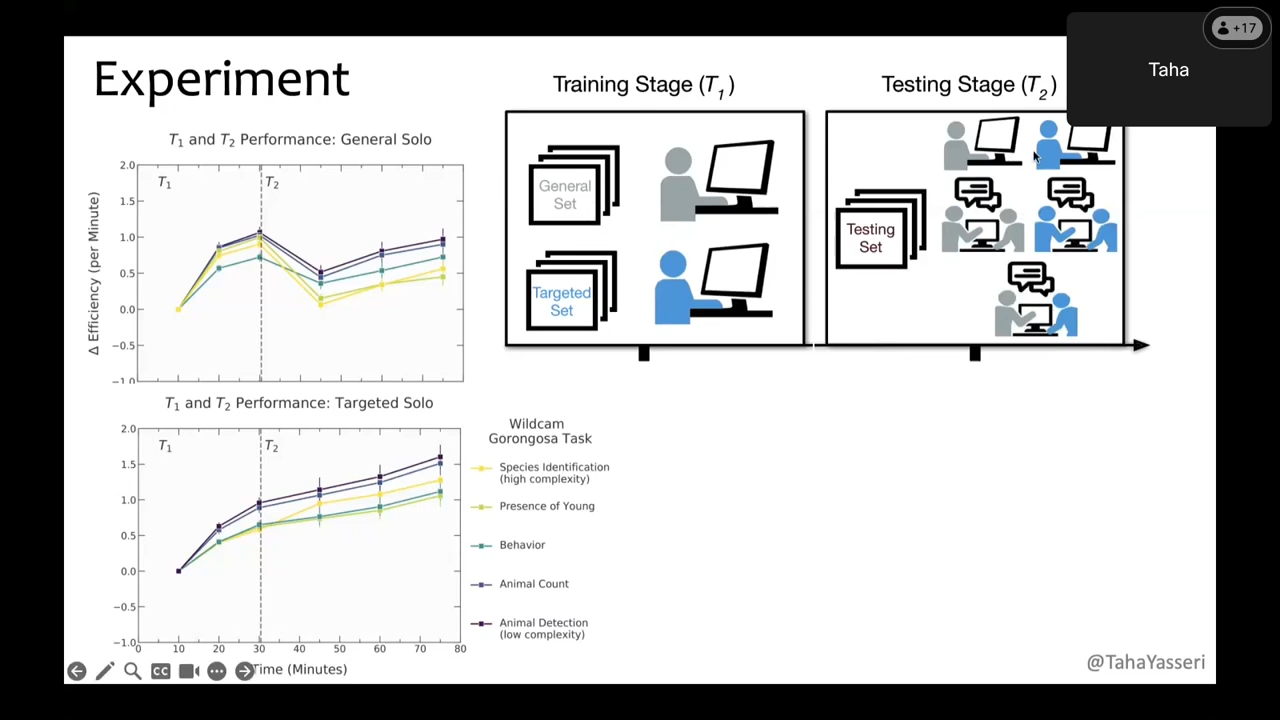 +17
Taha
Experiment
Training Stage (T1)
Testing Stage (T2)
T1 and T2 Performance: General Solo
2.0
T1
T2
1.5
1.0
0.5
0.0
−0.5
−1.0
Δ Efficiency (per Minute)
General
Set
Targeted
Set
Testing
Set
T1 and T2 Performance: Targeted Solo
2.0
T1
T2
1.5
1.0
0.5
0.0
−0.5
−1.0
0 10 20 30 40 50 60 70 80
Time (Minutes)
Wildcam
Gorongosa Task
Species Identification
(high complexity)
Presence of Young
Behavior
Animal Count
Animal Detection
(low complexity)
CC
@TahaYasseri